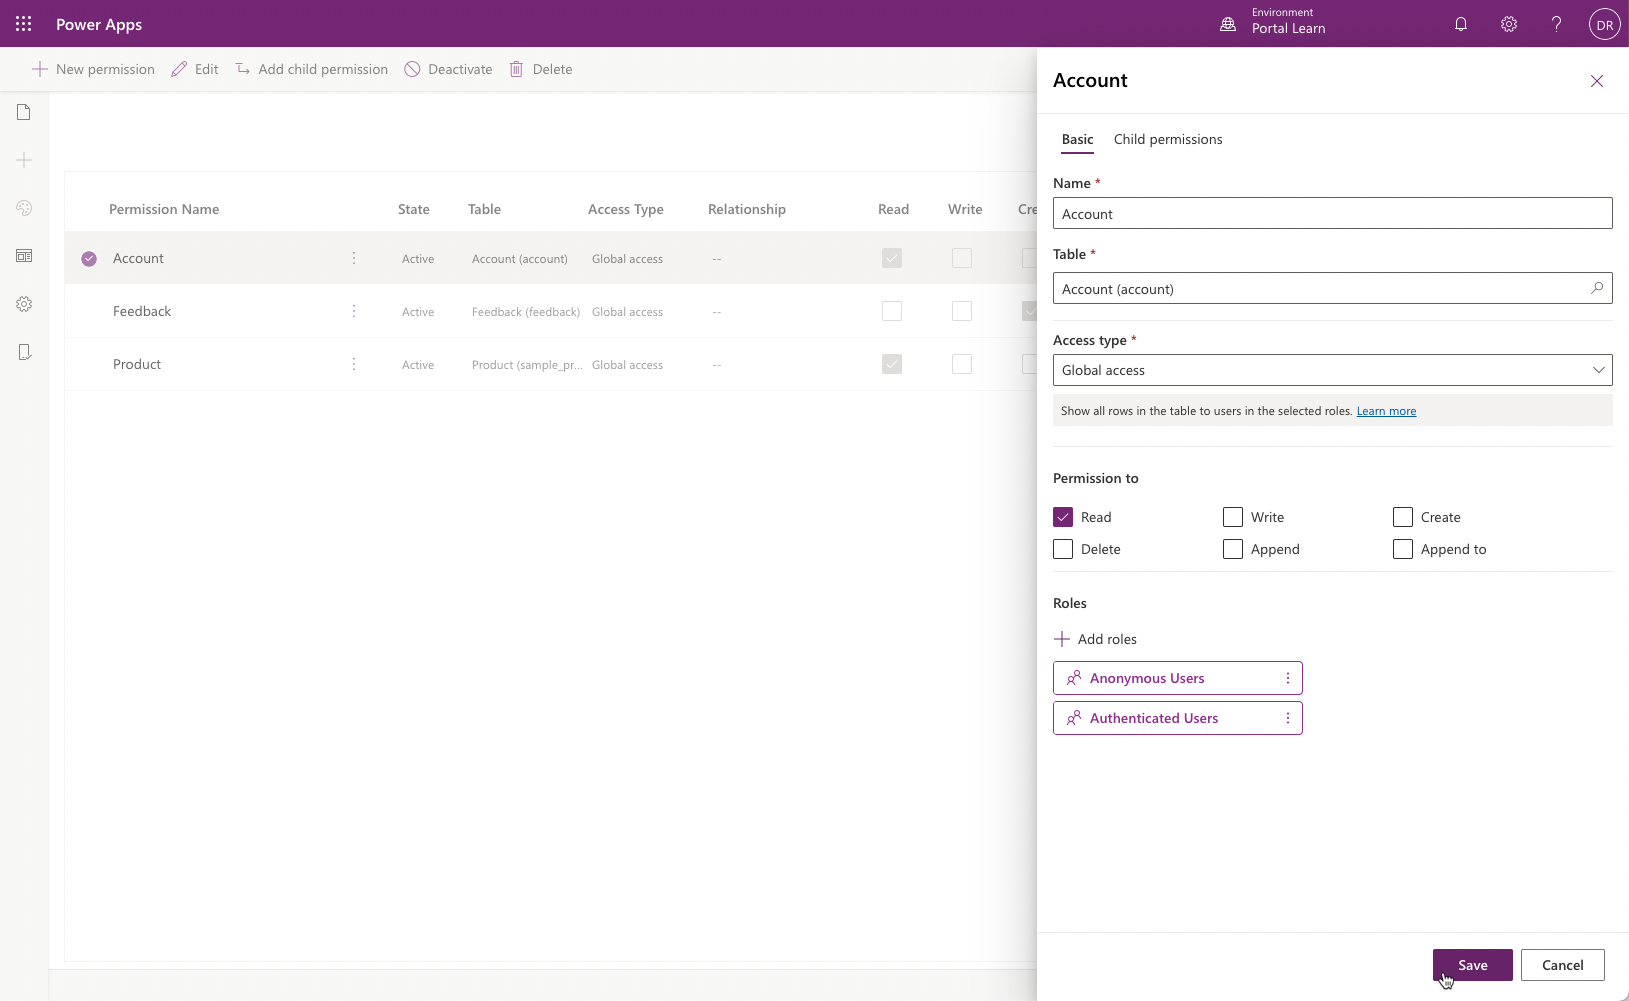 Power Apps
Environment
Portal Learn
DR
New permission
Edit
Add child permission
Deactivate
Delete
Permission Name
State
Table
Access Type
Relationship
Read
Write
Cre
Account
Active
Account (account)
Global access
--
Feedback
Active
Feedback (feedback)
Global access
--
Product
Active
Product (sample_pr...
Global access
--
Account
Basic
Child permissions
Name *
Account
Table *
Account (account)
Access type *
Global access
Show all rows in the table to users in the selected roles. Learn more
Permission to
Read
Write
Create
Delete
Append
Append to
Roles
Add roles
Anonymous Users
Authenticated Users
Save
Cancel